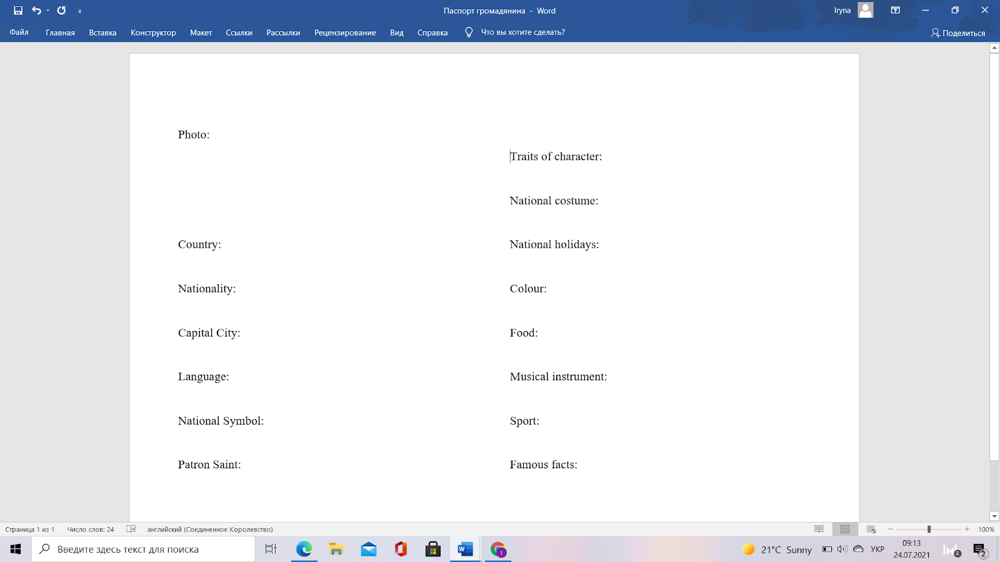 Паспорт громадянина - Word
Iryna
Файл Главная Вставка Конструктор Макет Ссылки Рассылки Рецензирование Вид Справка Что вы хотите сделать? Поделиться
Photo:
Country:
Nationality:
Capital City:
Language:
National Symbol:
Patron Saint:
Traits of character:
National costume:
National holidays:
Colour:
Food:
Musical instrument:
Sport:
Famous facts:
Страница 1 из 1 Число слов: 24 английский (Соединенное Королевство) 100%
Введите здесь текст для поиска
21°C Sunny
УКР
09:13
24.07.2021
2
2